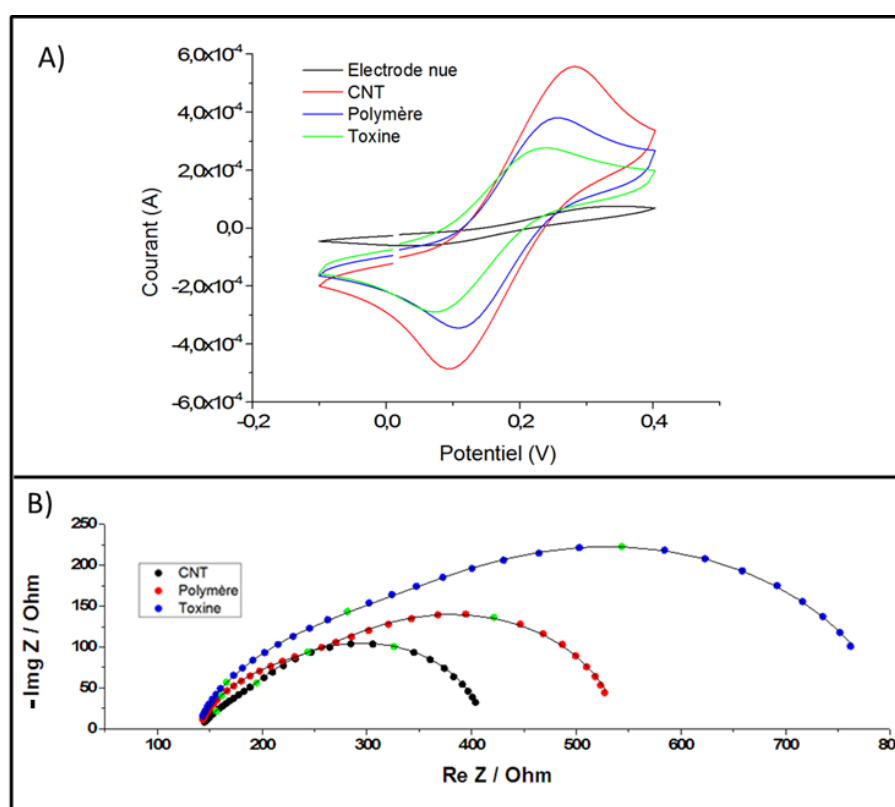 A)
6,0x10-4
4,0x10-4
2,0x10-4
0,0
-2,0x10-4
-4,0x10-4
-6,0x10-4
Courant (A)
Electrode nue
CNT
Polymère
Toxine
-0,2
0,0
0,2
0,4
Potentiel (V)
B)
250
200
150
100
50
0
-Img Z / Ohm
CNT
Polymère
Toxine
100
200
300
400
500
600
700
80
Re Z / Ohm